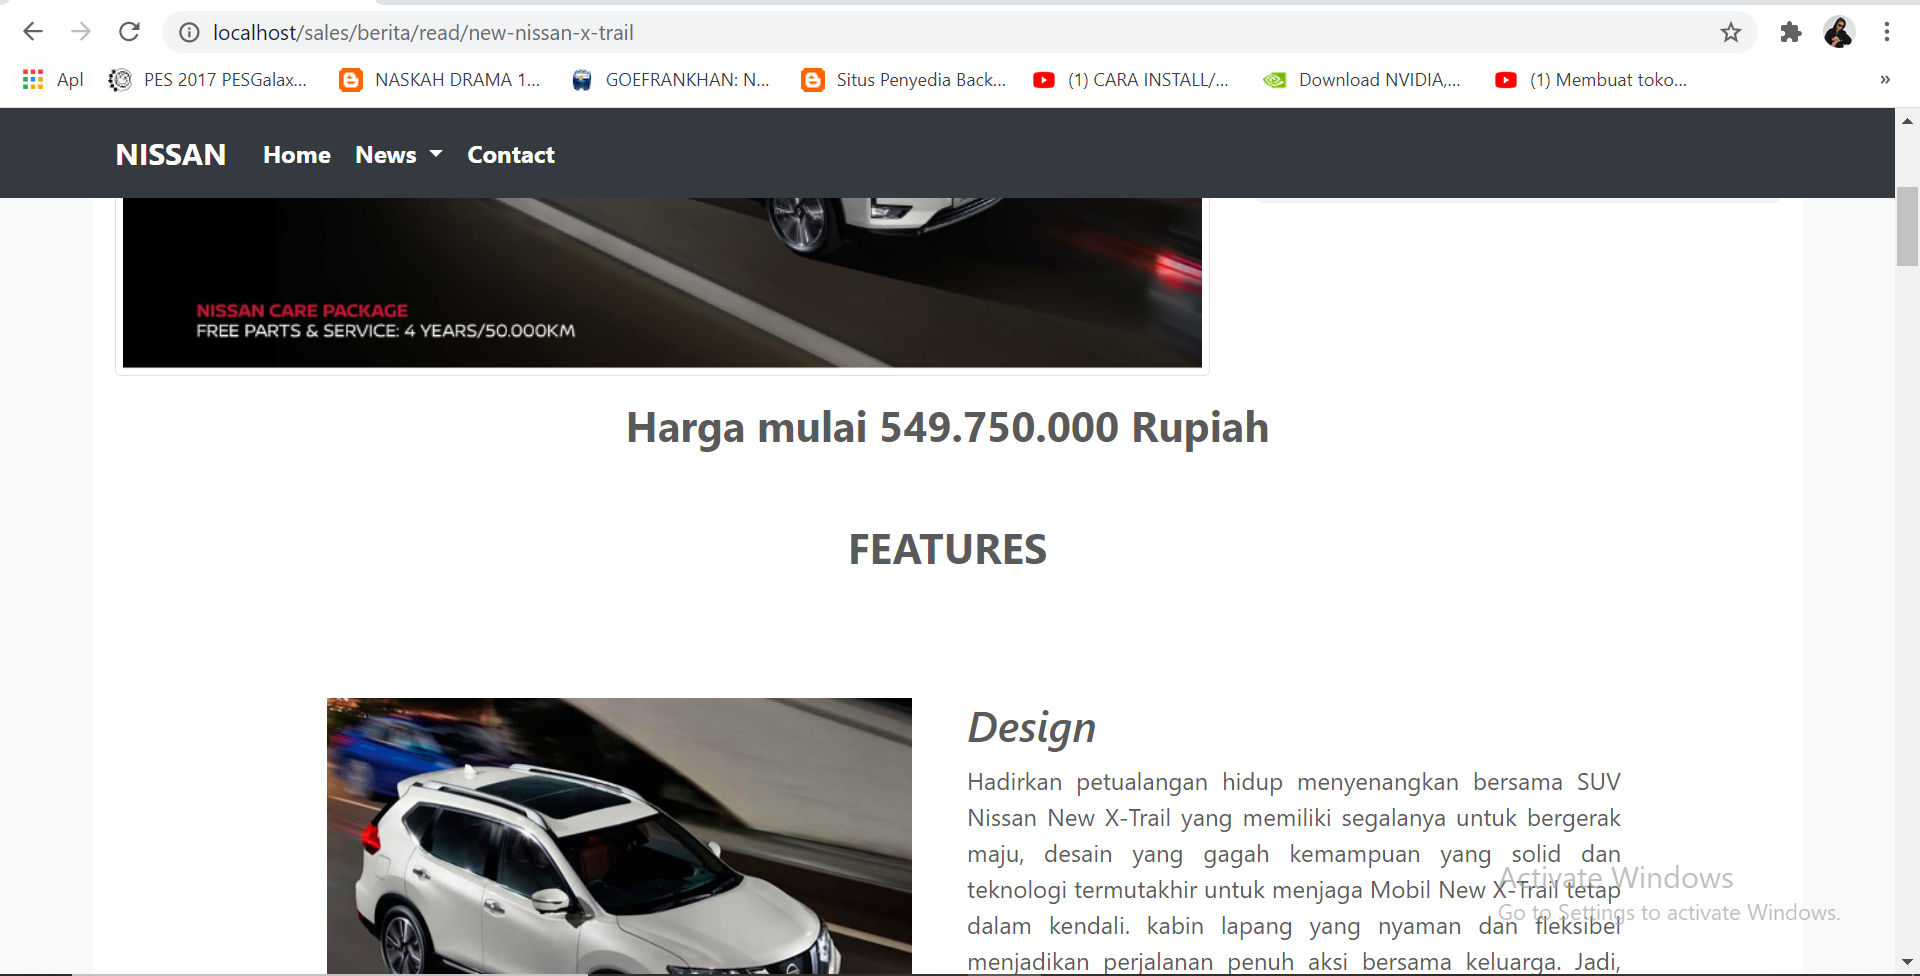 localhost/sales/berita/read/new-nissan-x-trail
Apl PES 2017 PESGalax... NASKAH DRAMA 1... GOEFRANKHAN: N... Situs Penyedia Back... (1) CARA INSTALL/... Download NVIDIA,... (1) Membuat toko... »
NISSAN Home News Contact
NISSAN CARE PACKAGE
FREE PARTS & SERVICE: 4 YEARS/50.000KM
Harga mulai 549.750.000 Rupiah
FEATURES
Design
Hadirkan petualangan hidup menyenangkan bersama SUV
Nissan New X-Trail yang memiliki segalanya untuk bergerak
maju, desain yang gagah kemampuan yang solid dan
teknologi termutakhir untuk menjaga Mobil New X-Trail tetap
dalam kendali. kabin lapang yang nyaman dan fleksibel
menjadikan perjalanan penuh aksi bersama keluarga. Jadi,
Activate Windows
Go to Settings to activate Windows.